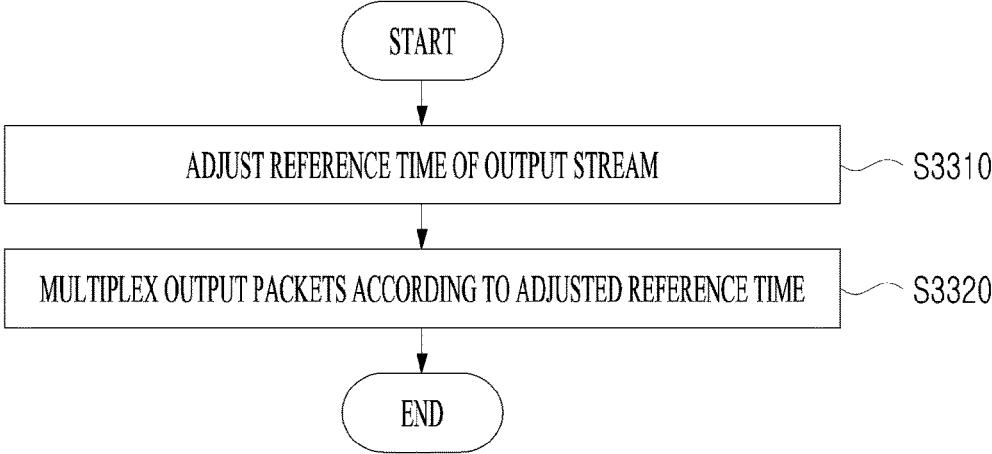 START
ADJUST REFERENCE TIME OF OUTPUT STREAM
S3310
MULTIPLEX OUTPUT PACKETS ACCORDING TO ADJUSTED REFERENCE TIME
S3320
END